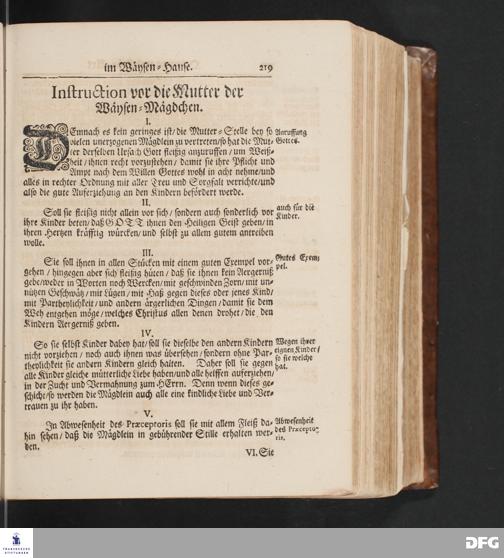 im Wäysen-Hause. 219
Instruction vor die Mutter der
Wäysen-Mägdchen.
I.
DEmnach es kein geringes ist/ die Mutter-Stelle bey so
vielen unerzogenen Mägdlein zu vertreten/ so hat die Mut-
ter derselben Ursach Gott fleißig anzuruffen/ um Weiß-
heit/ ihnen recht vorzustehen/ damit sie ihre Pflicht und
Ampt nach dem Willen Gottes wohl in acht nehme/ und
alles in rechter Ordnung mit aller Treu und Sorgfalt verrichte/ und
also die gute Auferziehung an den Kindern befördert werde.
Anruffung
Gottes.
II.
Soll sie fleißig nicht allein vor sich/ sondern auch sonderlich vor
ihre Kinder beten/ daß GOTT ihnen den Heiligen Geist geben/ in
ihren Hertzen kräfftig würcken/ und selbst zu allem gutem antreiben
wolle.
auch für die
Kinder.
III.
Sie soll ihnen in allen Stücken mit einem guten Exempel vor-
gehen/ hingegen aber sich fleißig hüten/ daß sie ihnen kein Aergerniß
gebe/ weder in Worten noch Wercken/ mit geschwinden Zorn/ mit un-
nützen Geschwätz/ mit Lügen/ mit Haß gegen dieses oder jenes Kind/
mit Partheylichkeit/ und andern ärgerlichen Dingen/ damit sie dem
Weh entgehen möge/ welches Christus allen denen drohet/ die den
Kindern Aergerniß geben.
Gutes Exem-
pel.
IV.
So sie selbst Kinder dabey hat/ soll sie dieselbe den andern Kindern
nicht vorziehen/ noch auch ihnen was übersehen/ sondern ohne Par-
theylichkeit sie andern Kindern gleich halten. Daher soll sie gegen
alle Kinder gleiche mütterliche Liebe haben/ und alle helffen auferziehen/
in der Zucht und Vermahnung zum HErrn. Denn wenn dieses ge-
schicht/ so werden die Mägdlein auch alle eine kindliche Liebe und Ver-
trauen zu ihr haben.
Wegen ihrer
eignen Kinder/
so sie welche
hat.
V.
In Abwesenheit des Præceptoris soll sie mit allem Fleiß da-
hin sehen/ daß die Mägdlein in gebührender Stille erhalten wer-
den.
Abwesenheit
des Præcepto-
ris.
VI. Sie
FRANCKESCHE
STIFTUNGEN
DFG